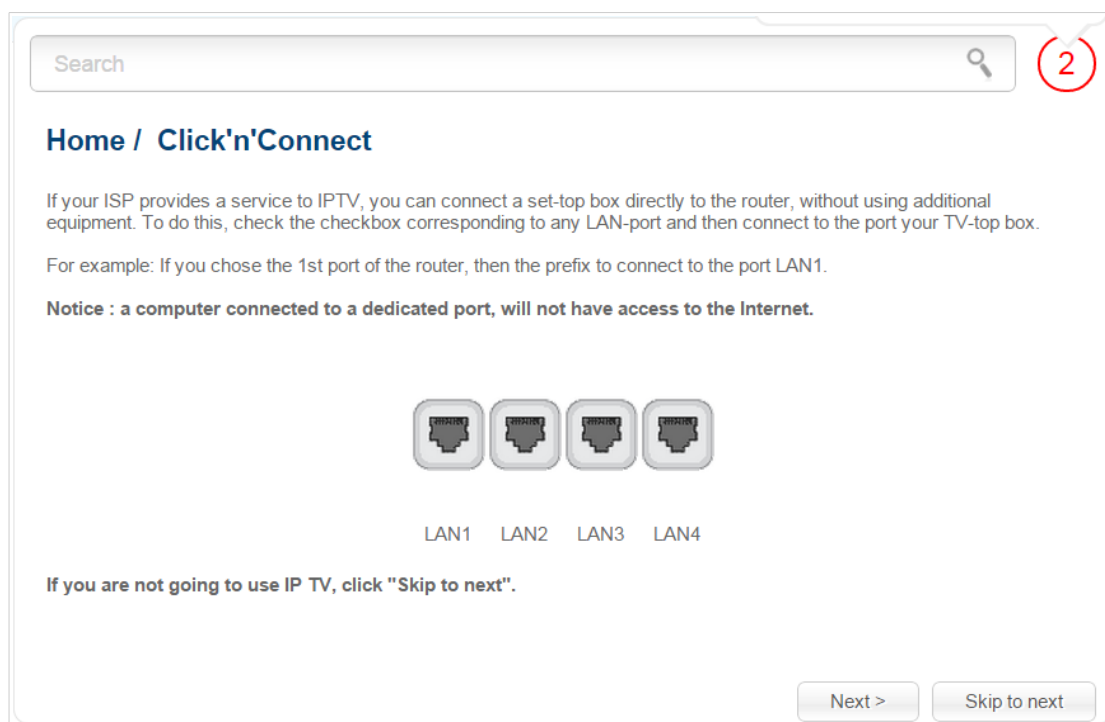 Search
2
Home / Click'n'Connect
If your ISP provides a service to IPTV, you can connect a set-top box directly to the router, without using additional
equipment. To do this, check the checkbox corresponding to any LAN-port and then connect to the port your TV-top box.
For example: If you chose the 1st port of the router, then the prefix to connect to the port LAN1.
Notice : a computer connected to a dedicated port, will not have access to the Internet.
LAN1 LAN2 LAN3 LAN4
If you are not going to use IP TV, click "Skip to next".
Next > Skip to next